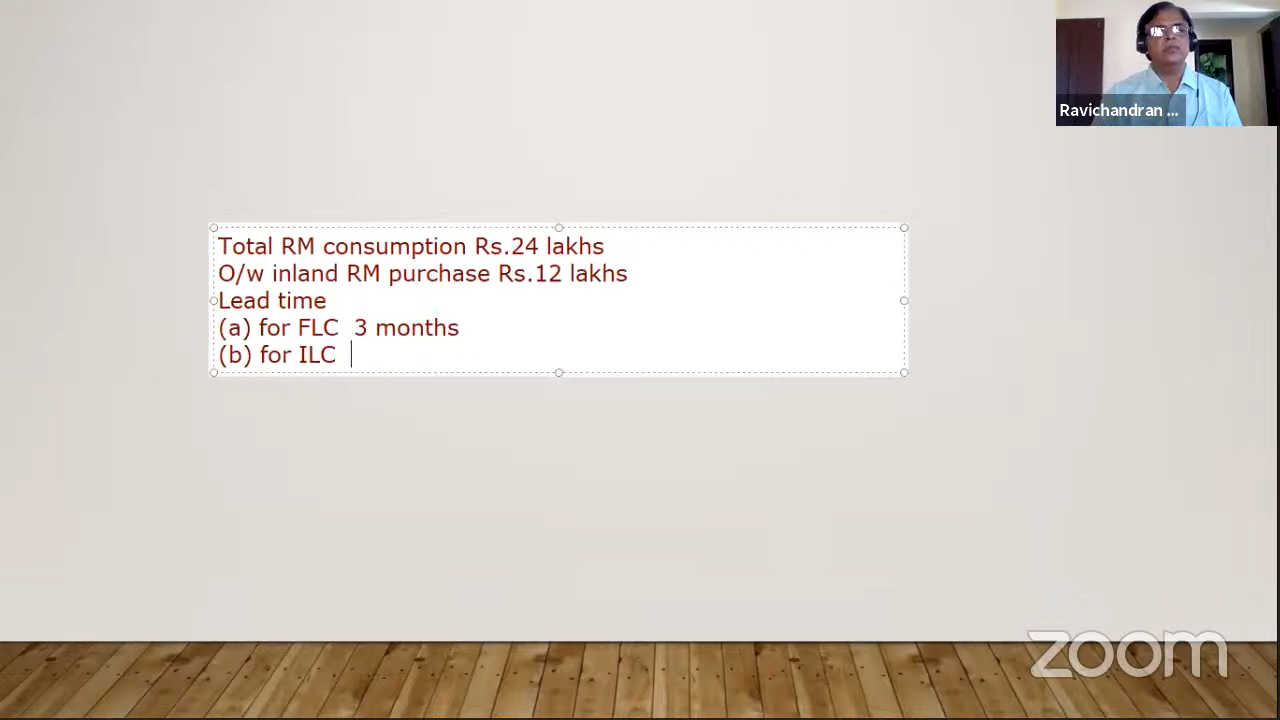 Ravichandran ...
Total RM consumption Rs.24 lakhs
O/w inland RM purchase Rs.12 lakhs
Lead time
(a) for FLC  3 months
(b) for ILC
zoom